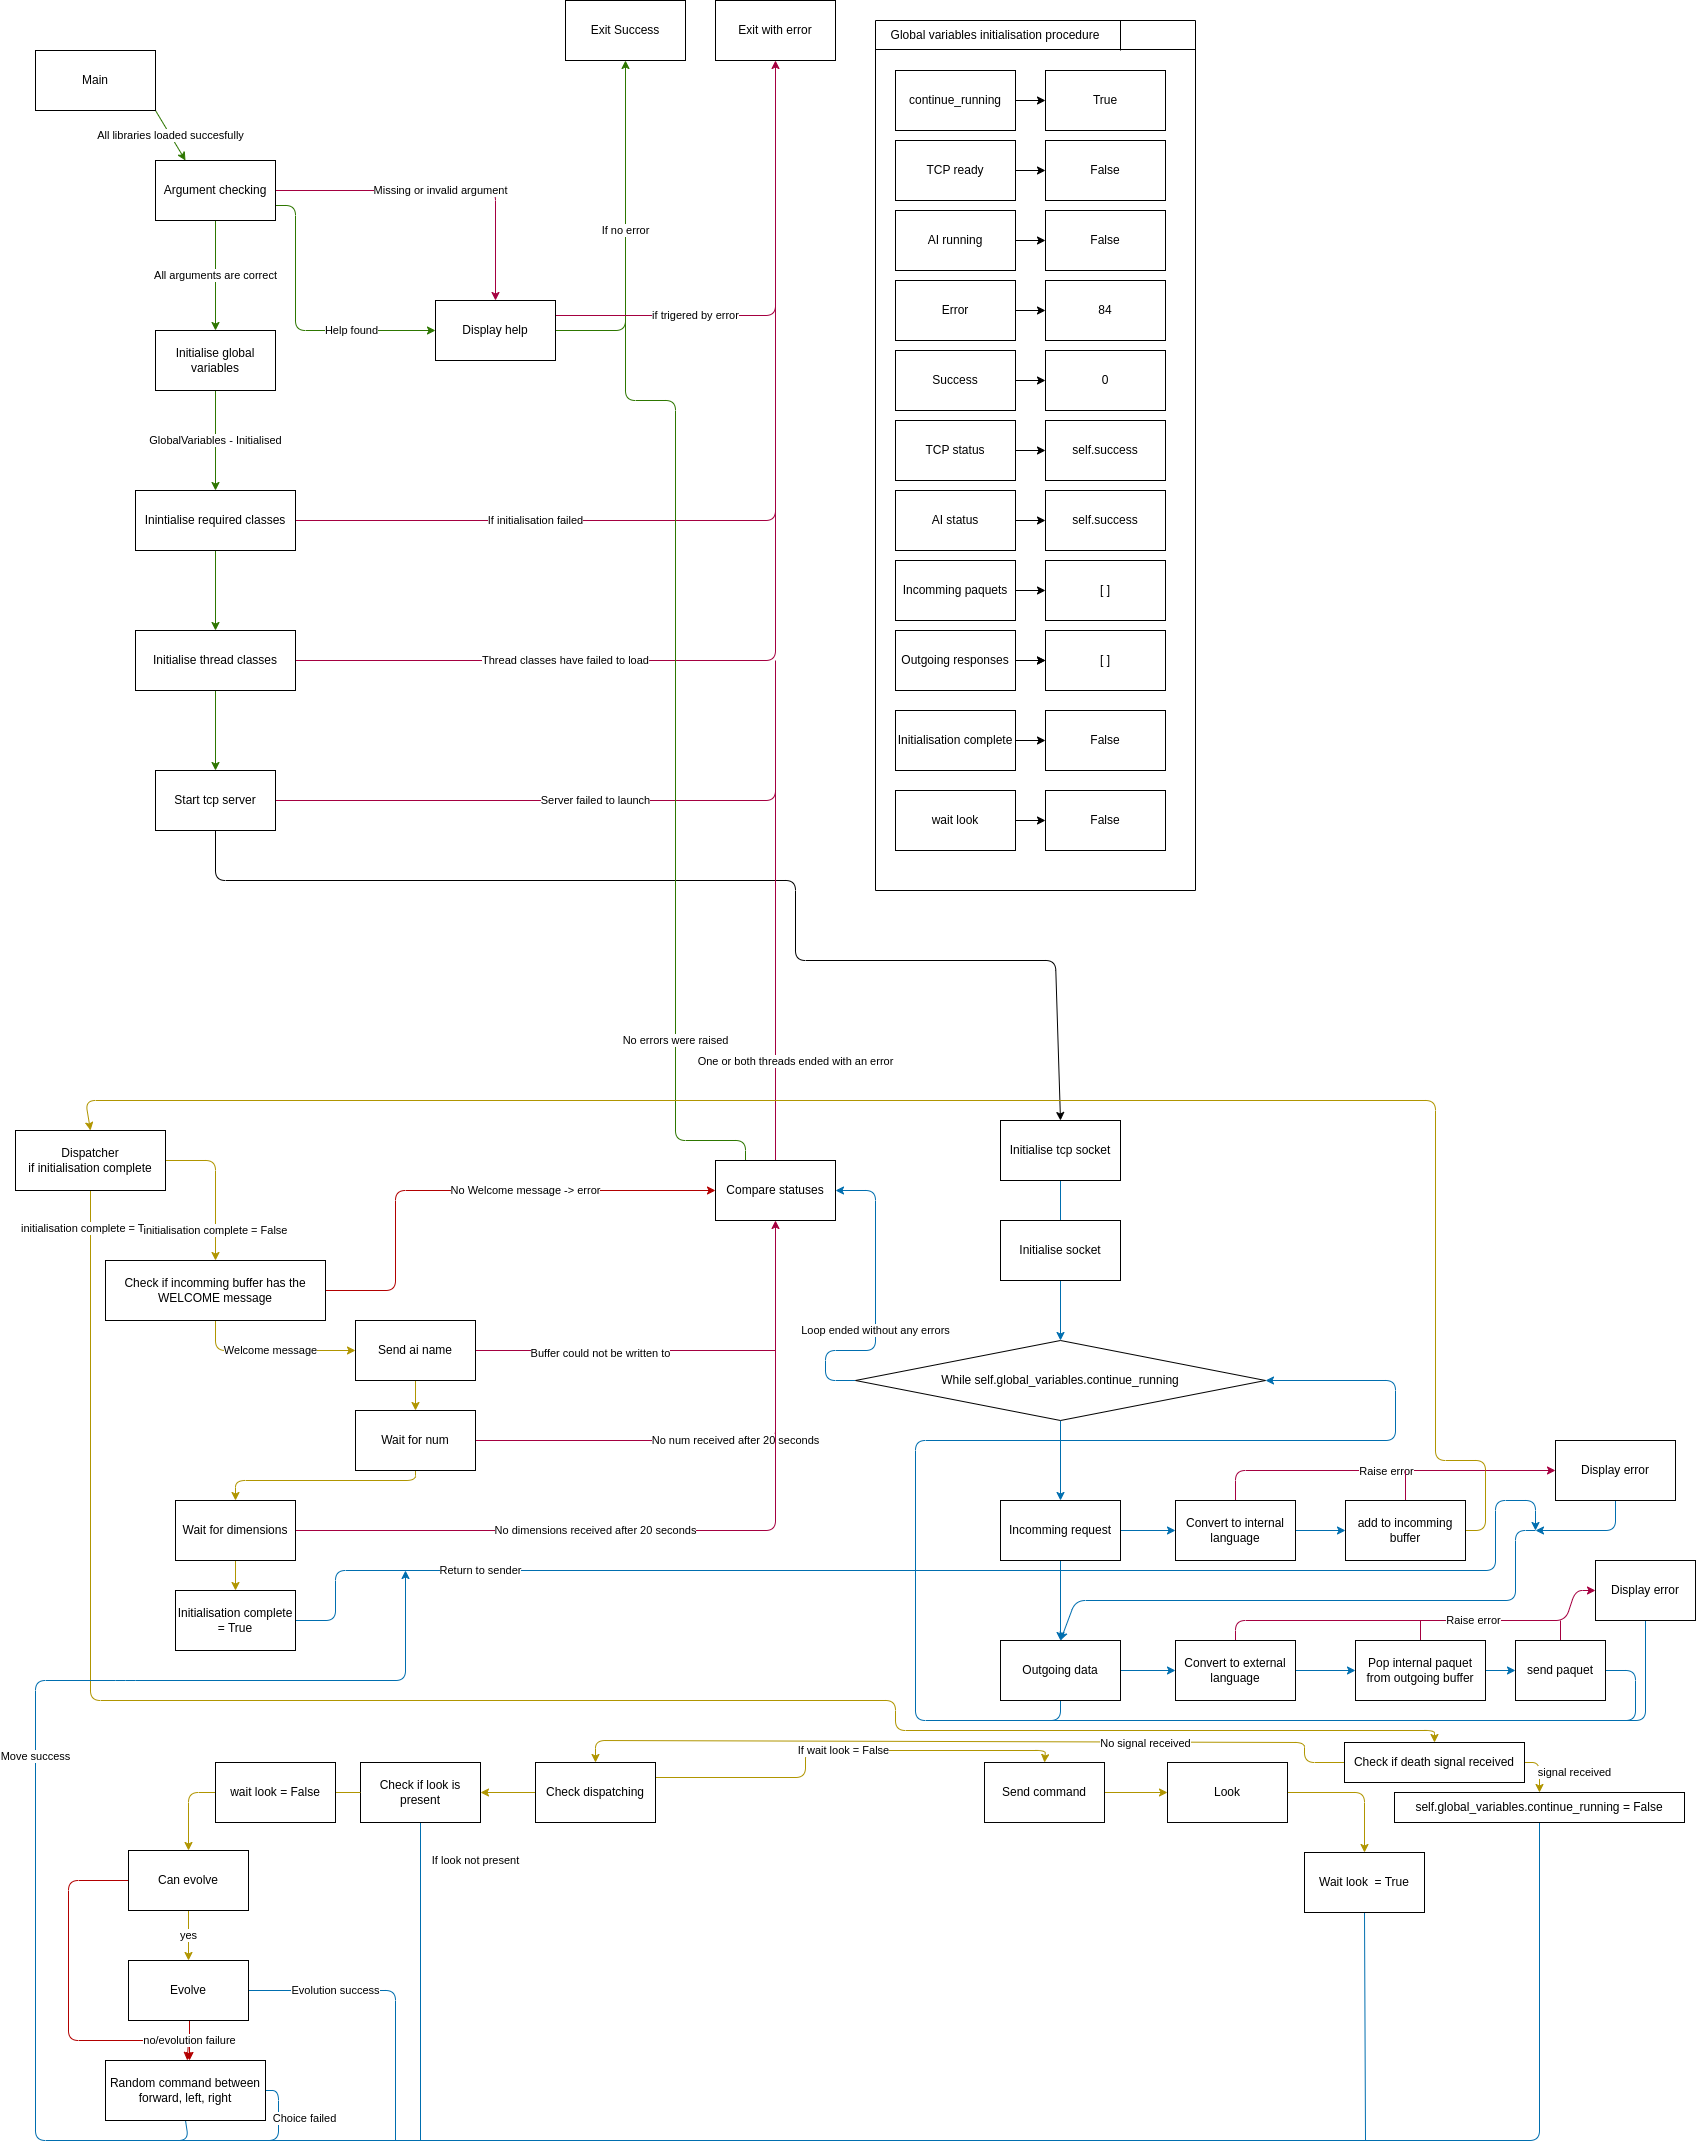 Exit Success
Exit with error
Global variables initialisation procedure
Main
All libraries loaded succesfully
Argument checking
Missing or invalid argument
If no error
All arguments are correct
Help found
Display help
if trigered by error
Initialise global
variables
GlobalVariables - Initialised
Inintialise required classes
If initialisation failed
Initialise thread classes
Thread classes have failed to load
Start tcp server
Server failed to launch
continue_running
True
TCP ready
False
AI running
False
Error
84
Success
0
TCP status
self.success
AI status
self.success
Incomming paquets
[ ]
Outgoing responses
[ ]
Initialisation complete
False
wait look
False
No errors were raised
One or both threads ended with an error
Dispatcher
if initialisation complete
initialisation complete = T
initialisation complete = False
Check if incomming buffer has the
WELCOME message
No Welcome message -> error
Compare statuses
Initialise tcp socket
Initialise socket
Welcome message
Send ai name
Buffer could not be written to
Loop ended without any errors
While self.global_variables.continue_running
Wait for num
No num received after 20 seconds
Wait for dimensions
No dimensions received after 20 seconds
Return to sender
Initialisation complete
= True
Raise error
Display error
Incomming request
Convert to internal
language
add to incomming
buffer
Display error
Raise error
Outgoing data
Convert to external
language
Pop internal paquet
from outgoing buffer
send paquet
Move success
If wait look = False
No signal received
Check if death signal received
signal received
wait look = False
Check if look is
present
Check dispatching
Send command
Look
self.global_variables.continue_running = False
If look not present
Can evolve
Wait look  = True
yes
Evolve
Evolution success
no/evolution failure
Random command between
forward, left, right
Choice failed